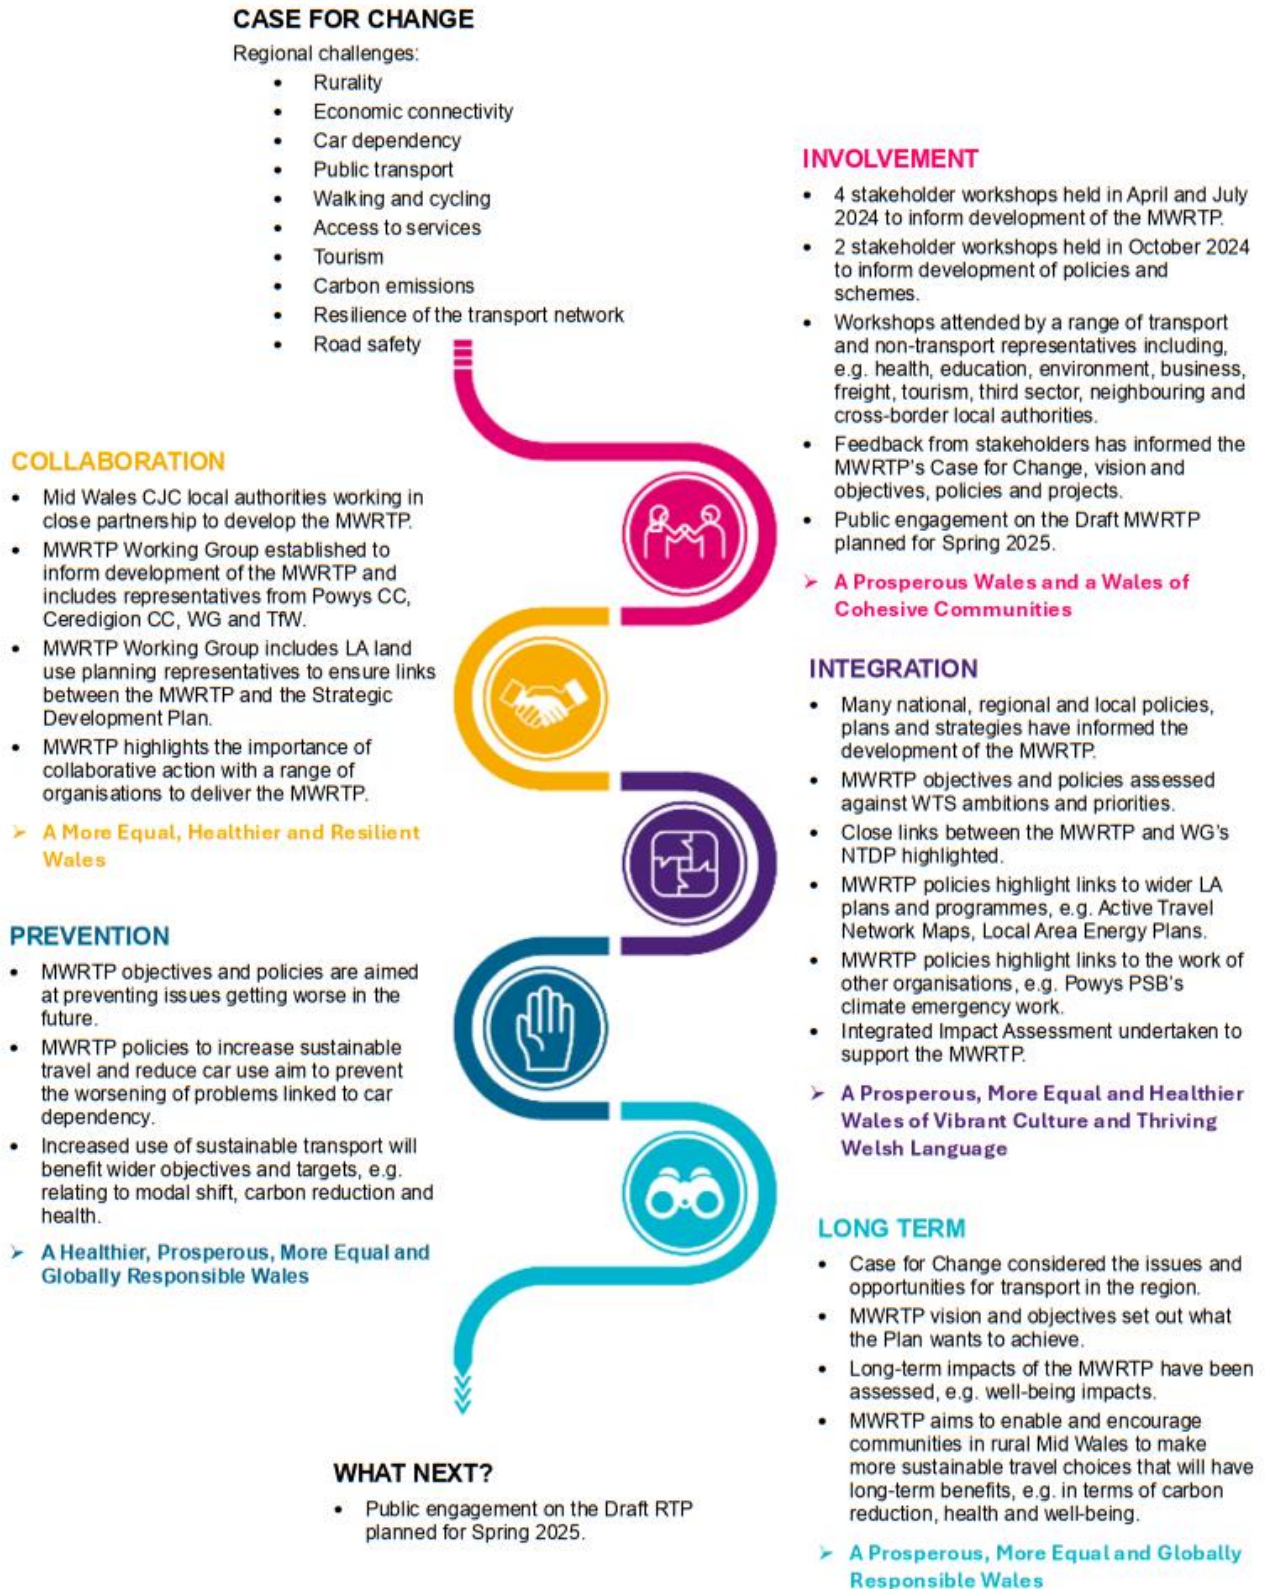 CASE FOR CHANGE
Regional challenges:
• Rurality
• Economic connectivity
• Car dependency
• Public transport
• Walking and cycling
• Access to services
• Tourism
• Carbon emissions
• Resilience of the transport network
• Road safety
INVOLVEMENT
• 4 stakeholder workshops held in April and July
2024 to inform development of the MWRTP.
• 2 stakeholder workshops held in October 2024
to inform development of policies and
schemes.
• Workshops attended by a range of transport
and non-transport representatives including,
e.g. health, education, environment, business,
freight, tourism, third sector, neighbouring and
cross-border local authorities.
• Feedback from stakeholders has informed the
MWRTP's Case for Change, vision and
objectives, policies and projects.
• Public engagement on the Draft MWRTP
planned for Spring 2025.
➢ A Prosperous Wales and a Wales of
Cohesive Communities
COLLABORATION
• Mid Wales CJC local authorities working in
close partnership to develop the MWRTP.
• MWRTP Working Group established to
inform development of the MWRTP and
includes representatives from Powys CC,
Ceredigion CC, WG and TfW.
• MWRTP Working Group includes LA land
use planning representatives to ensure links
between the MWRTP and the Strategic
Development Plan.
• MWRTP highlights the importance of
collaborative action with a range of
organisations to deliver the MWRTP.
➢ A More Equal, Healthier and Resilient
Wales
INTEGRATION
• Many national, regional and local policies,
plans and strategies have informed the
development of the MWRTP.
• MWRTP objectives and policies assessed
against WTS ambitions and priorities.
• Close links between the MWRTP and WG's
NTDP highlighted.
• MWRTP policies highlight links to wider LA
plans and programmes, e.g. Active Travel
Network Maps, Local Area Energy Plans.
• MWRTP policies highlight links to the work of
other organisations, e.g. Powys PSB's
climate emergency work.
• Integrated Impact Assessment undertaken to
support the MWRTP.
➢ A Prosperous, More Equal and Healthier
Wales of Vibrant Culture and Thriving
Welsh Language
PREVENTION
• MWRTP objectives and policies are aimed
at preventing issues getting worse in the
future.
• MWRTP policies to increase sustainable
travel and reduce car use aim to prevent
the worsening of problems linked to car
dependency.
• Increased use of sustainable transport will
benefit wider objectives and targets, e.g.
relating to modal shift, carbon reduction and
health.
➢ A Healthier, Prosperous, More Equal and
Globally Responsible Wales
LONG TERM
• Case for Change considered the issues and
opportunities for transport in the region.
• MWRTP vision and objectives set out what
the Plan wants to achieve.
• Long-term impacts of the MWRTP have been
assessed, e.g. well-being impacts.
• MWRTP aims to enable and encourage
communities in rural Mid Wales to make
more sustainable travel choices that will have
long-term benefits, e.g. in terms of carbon
reduction, health and well-being.
➢ A Prosperous, More Equal and Globally
Responsible Wales
WHAT NEXT?
• Public engagement on the Draft RTP
planned for Spring 2025.